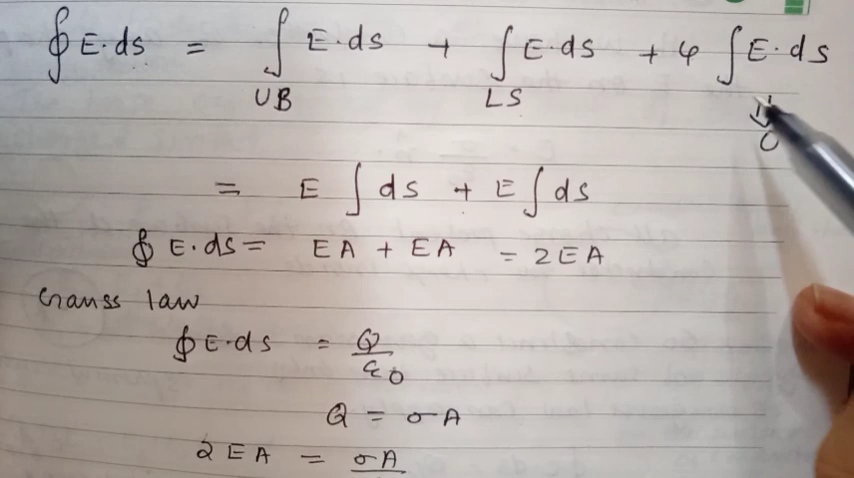 ∮ E·ds = ∫ E·ds + ∫ E·ds + 4 ∫ E·ds
UB LS ⇓
0
= E ∫ ds + E ∫ ds
∮ E·ds = EA + EA = 2EA
Gauss law
∮ E·ds = Q/ε0
Q = σA
2EA = σA